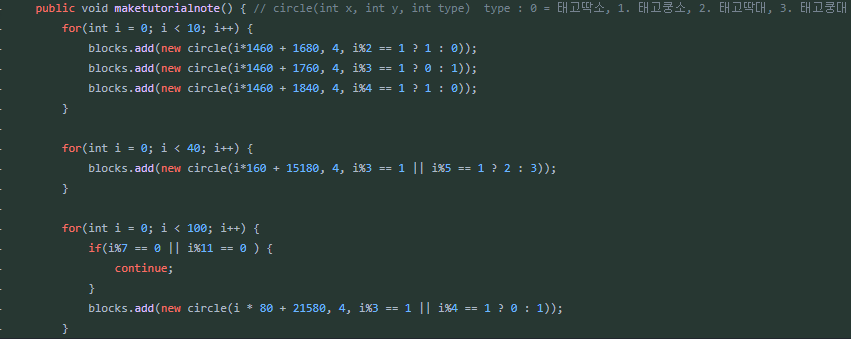 public void maketutorialnote() { // circle(int x, int y, int type)  type : 0 = 태고딱소, 1. 태고쿵소, 2. 태고딱대, 3. 태고쿵대
for(int i = 0; i < 10; i++) {
blocks.add(new circle(i*1460 + 1680, 4, i%2 == 1 ? 1 : 0));
blocks.add(new circle(i*1460 + 1760, 4, i%3 == 1 ? 0 : 1));
blocks.add(new circle(i*1460 + 1840, 4, i%4 == 1 ? 1 : 0));
}
for(int i = 0; i < 40; i++) {
blocks.add(new circle(i*160 + 15180, 4, i%3 == 1 || i%5 == 1 ? 2 : 3));
}
for(int i = 0; i < 100; i++) {
if(i%7 == 0 || i%11 == 0 ) {
continue;
}
blocks.add(new circle(i * 80 + 21580, 4, i%3 == 1 || i%4 == 1 ? 0 : 1));
}